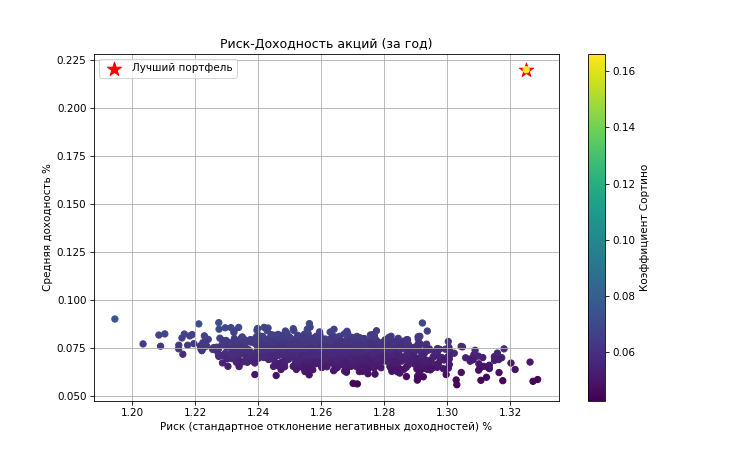 Риск-Доходность акций (за год)
Лучший портфель
Средняя доходность %
0.225
0.200
0.175
0.150
0.125
0.100
0.075
0.050
1.20 1.22 1.24 1.26 1.28 1.30 1.32
Риск (стандартное отклонение негативных доходностей) %
0.16
0.14
0.12
0.10
0.08
0.06
Коэффициент Сортино